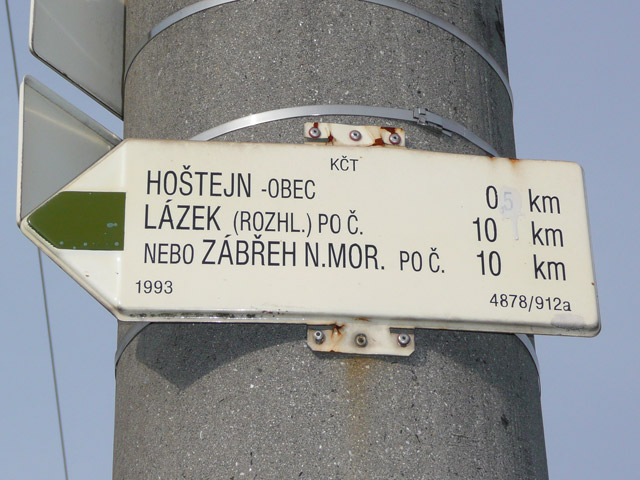 KČT
HOŠTEJN -OBEC 0 5 km
LÁZEK (ROZHL.) PO Č. 10 km
NEBO ZÁBŘEH N.MOR. PO Č. 10 km
1993 4878/912a